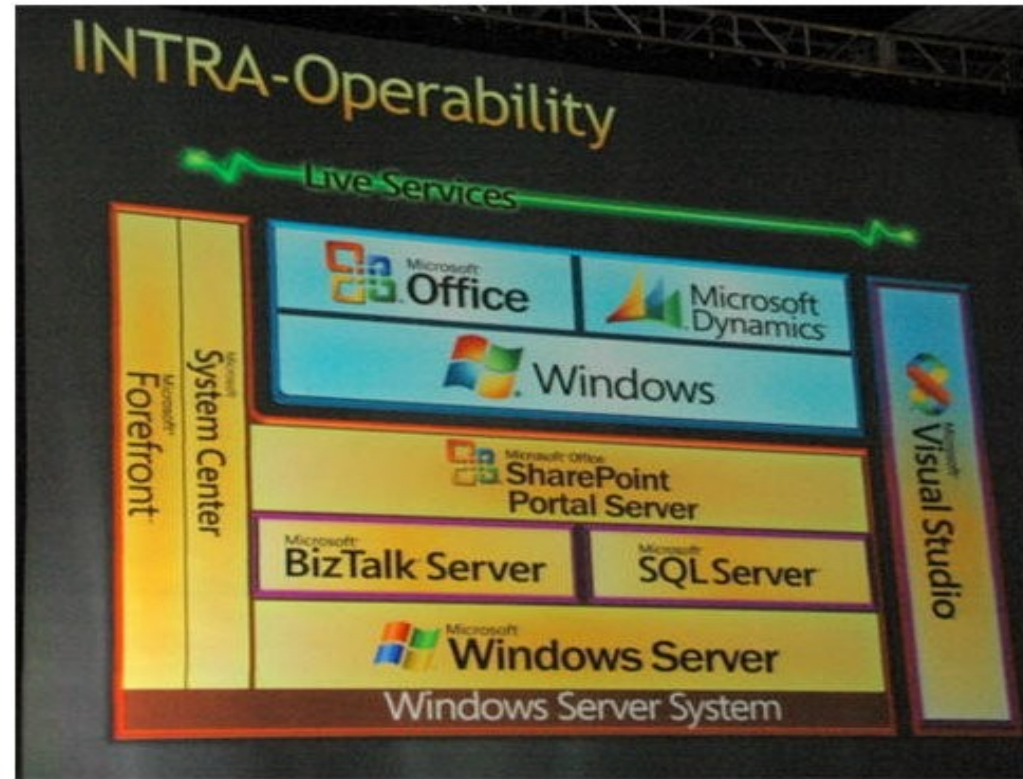 INTRA-Operability
Live Services
Microsoft
Forefront
Microsoft
System Center
Microsoft
Office
Microsoft
Dynamics
Windows
Microsoft Office
SharePoint
Portal Server
Microsoft
BizTalk Server
Microsoft
SQL Server
Microsoft
Windows Server
Windows Server System
Microsoft
Visual Studio